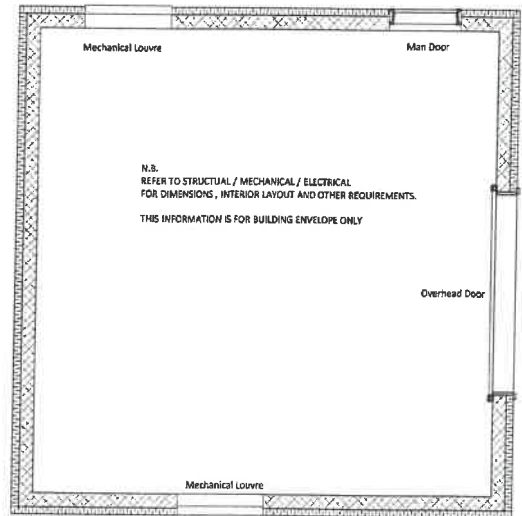 Mechanical Louvre
Man Door
N.B.
REFER TO STRUCTUAL / MECHANICAL / ELECTRICAL
FOR DIMENSIONS , INTERIOR LAYOUT AND OTHER REQUIREMENTS.
THIS INFORMATION IS FOR BUILDING ENVELOPE ONLY
Overhead Door
Mechanical Louvre